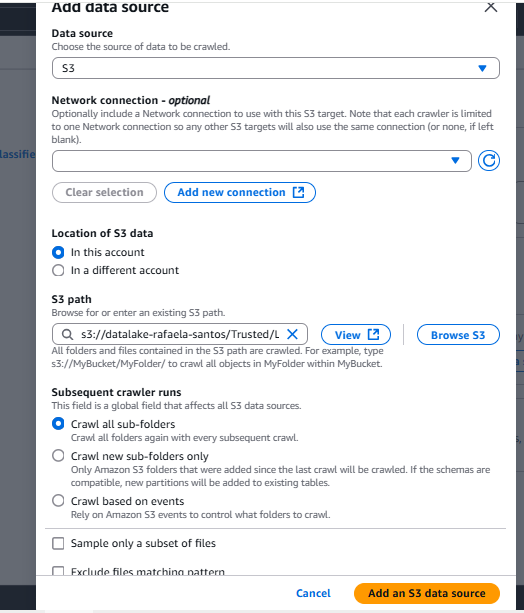 Add data source
Data source
Choose the source of data to be crawled.
S3
Network connection - optional
Optionally include a Network connection to use with this S3 target. Note that each crawler is limited
to one Network connection so any other S3 targets will also use the same connection (or none, if left
blank).
lassifie
Clear selection
Add new connection
Location of S3 data
In this account
In a different account
S3 path
Browse for or enter an existing S3 path.
s3://datalake-rafaela-santos/Trusted/L
View
Browse S3
All folders and files contained in the S3 path are crawled. For example, type
s3://MyBucket/MyFolder/ to crawl all objects in MyFolder within MyBucket.
Subsequent crawler runs
This field is a global field that affects all S3 data sources.
Crawl all sub-folders
Crawl all folders again with every subsequent crawl.
Crawl new sub-folders only
Only Amazon S3 folders that were added since the last crawl will be crawled. If the schemas are
compatible, new partitions will be added to existing tables.
Crawl based on events
Rely on Amazon S3 events to control what folders to crawl.
Sample only a subset of files
Exclude files matching pattern
Cancel
Add an S3 data source